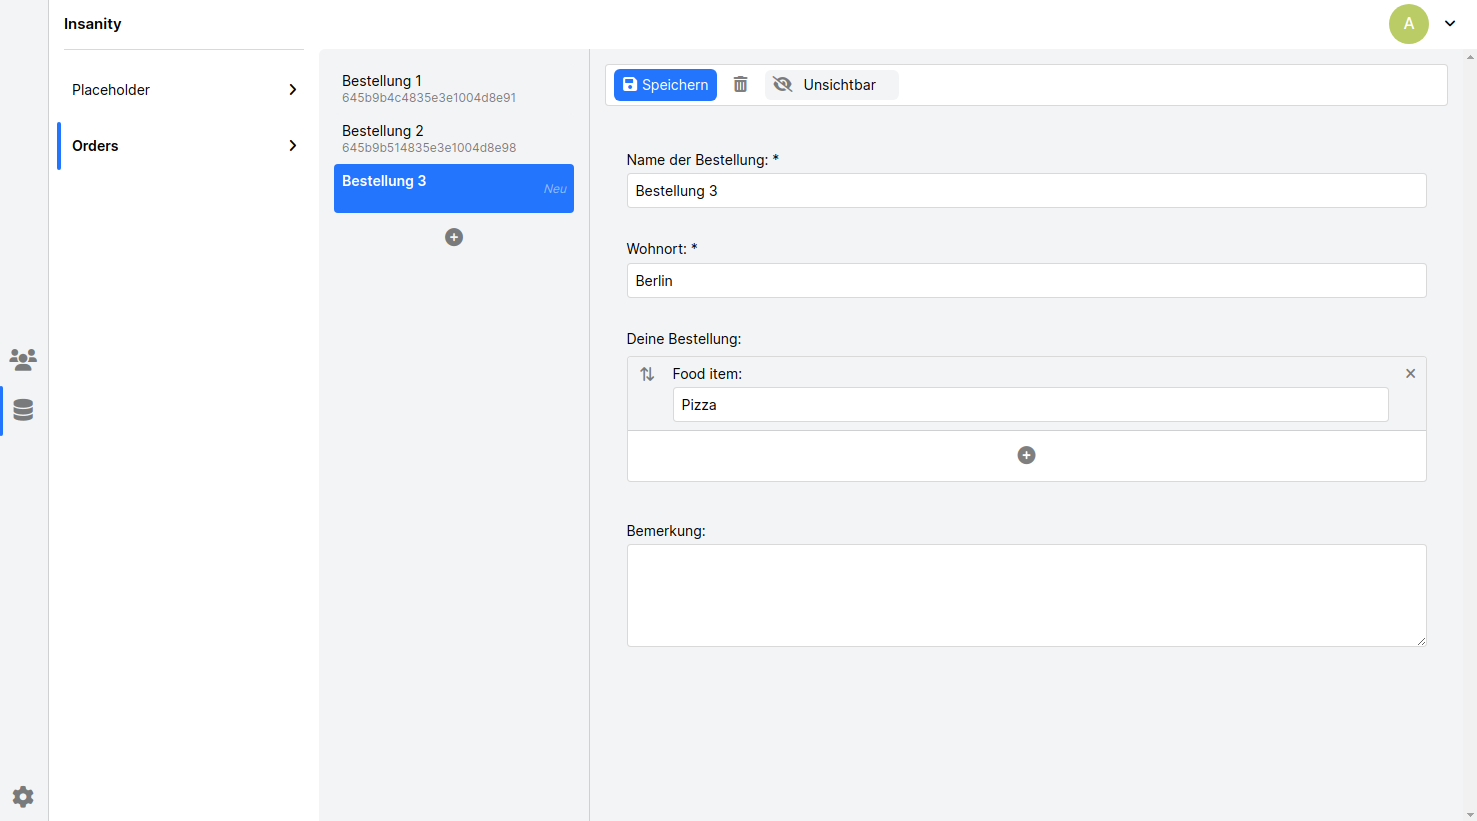 Insanity
A
Placeholder
Orders
Bestellung 1
645b9b4c4835e3e1004d8e91
Bestellung 2
645b9b514835e3e1004d8e98
Bestellung 3
Neu
Speichern
Unsichtbar
Name der Bestellung: *
Bestellung 3
Wohnort: *
Berlin
Deine Bestellung:
Food item:
Pizza
Bemerkung: